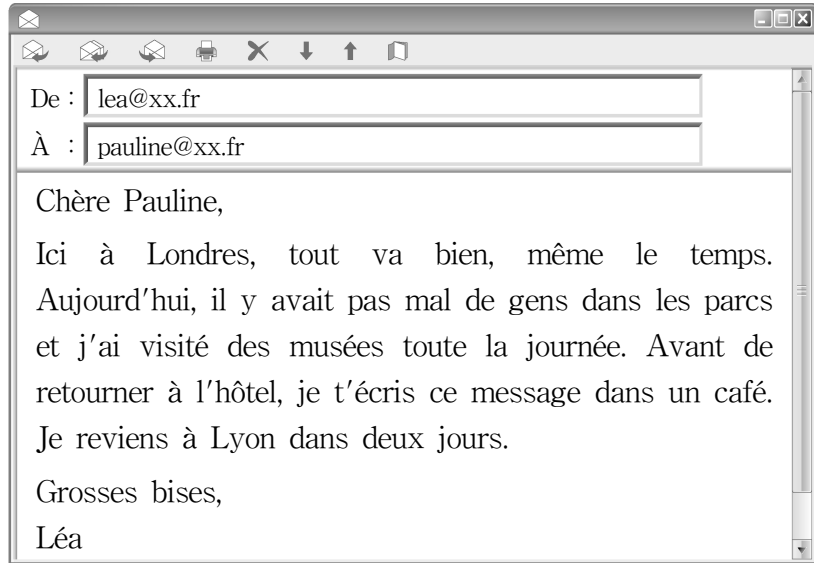 De : lea@xx.fr
À : pauline@xx.fr
Chère Pauline,
Ici à Londres, tout va bien, même le temps.
Aujourd'hui, il y avait pas mal de gens dans les parcs
et j'ai visité des musées toute la journée. Avant de
retourner à l'hôtel, je t'écris ce message dans un café.
Je reviens à Lyon dans deux jours.
Grosses bises,
Léa